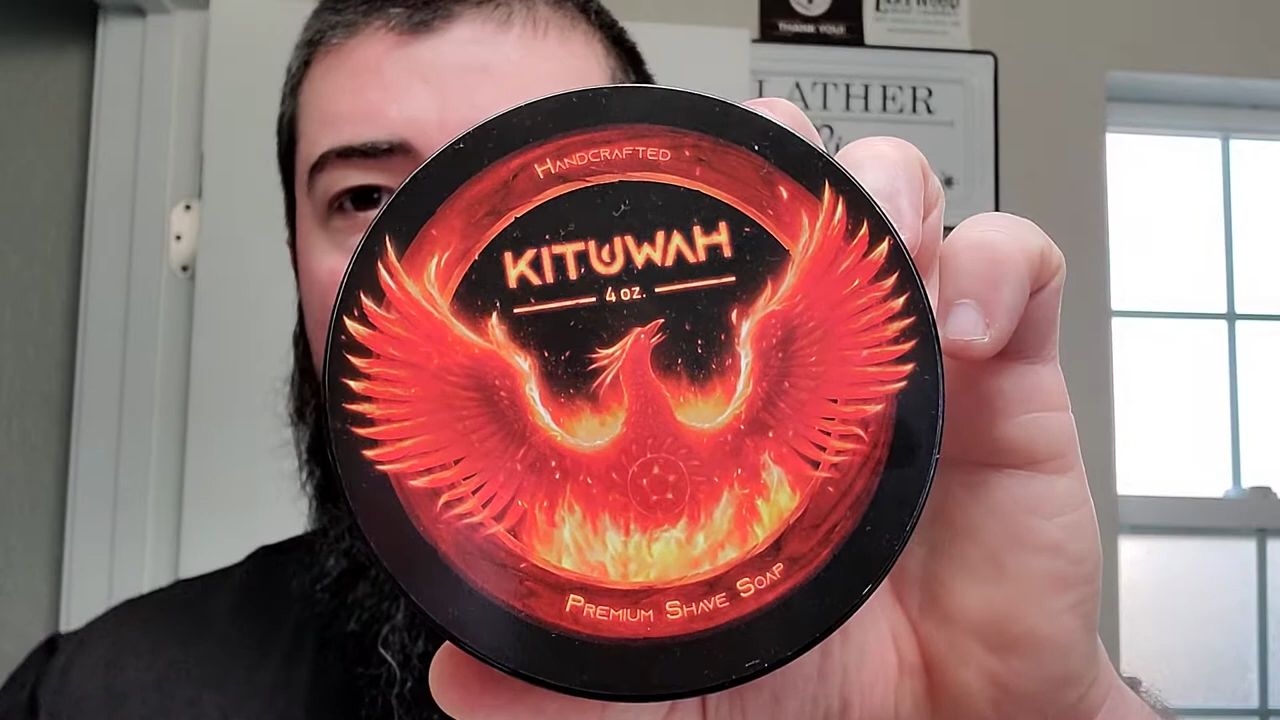 THANK YOU!
LATHER
HANDCRAFTED
KITUWAH
4 oz.
PREMIUM SHAVE SOAP